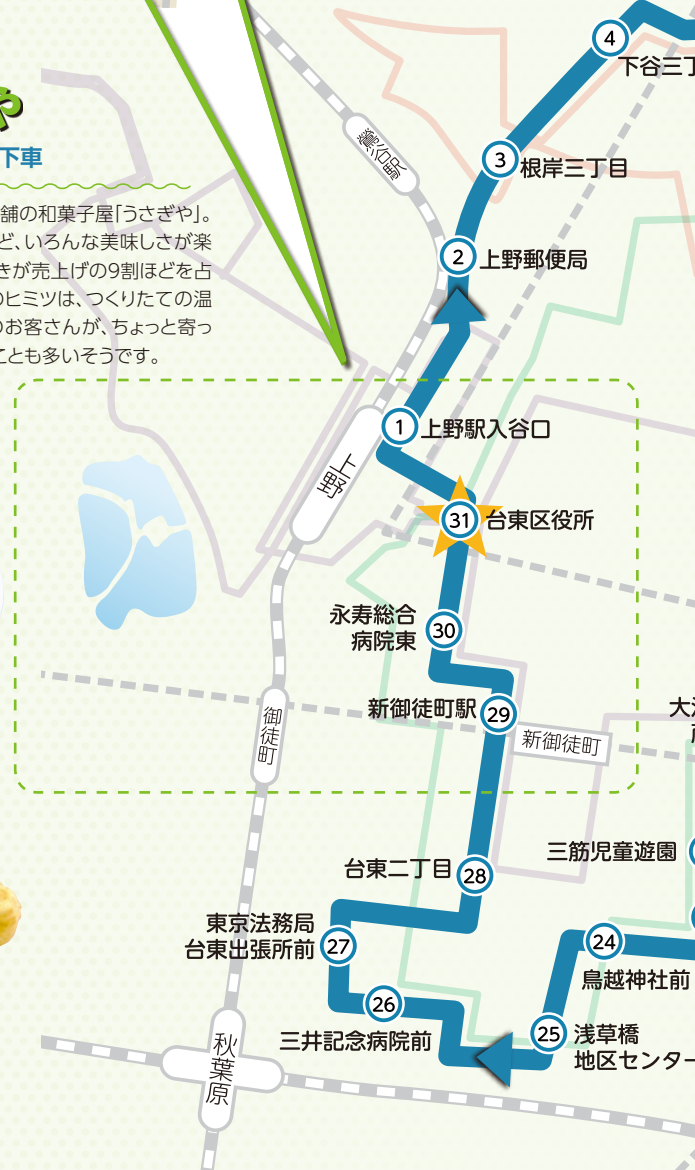 や
下車
舗の和菓子屋「うさぎや」。
ど、いろんな美味しさが楽
きが売上げの9割ほどを占
のヒミツは、つくりたての温
のお客さんが、ちょっと寄っ
ことも多いそうです。
4
下谷三丁
鶯谷駅
3 根岸三丁目
2 上野郵便局
1 上野駅入谷口
上野
31 台東区役所
永寿総合
病院東
30
新御徒町駅
29
御徒町
新御徒町
台東二丁目
28
三筋児童遊園
東京法務局
台東出張所前
27
24
鳥越神社前
26
三井記念病院前
25
浅草橋
地区センター
秋葉原